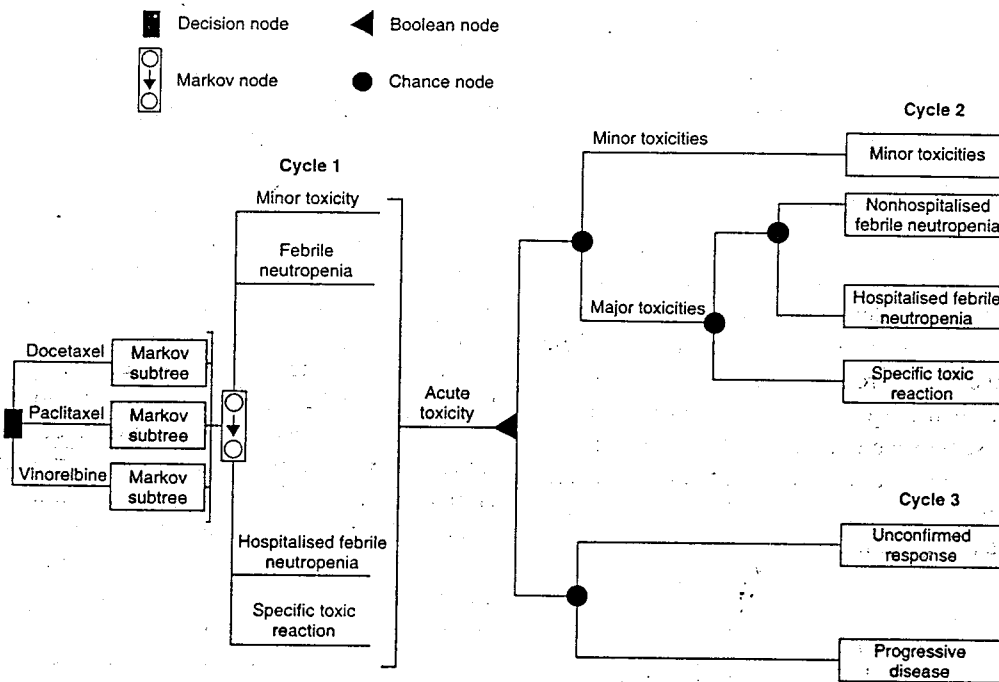 Decision node
Boolean node
Markov node
Chance node
Cycle 1
Minor toxicity
Febrile
neutropenia
Docetaxel
Markov
subtree
Paclitaxel
Markov
subtree
Vinorelbine
Markov
subtree
Hospitalised febrile
neutropenia
Specific toxic
reaction
Acute
toxicity
Cycle 2
Minor toxicities
Minor toxicities
Nonhospitalised
febrile neutropenia
Major toxicities
Hospitalised febrile
neutropenia
Specific toxic
reaction
Cycle 3
Unconfirmed
response
Progressive
disease